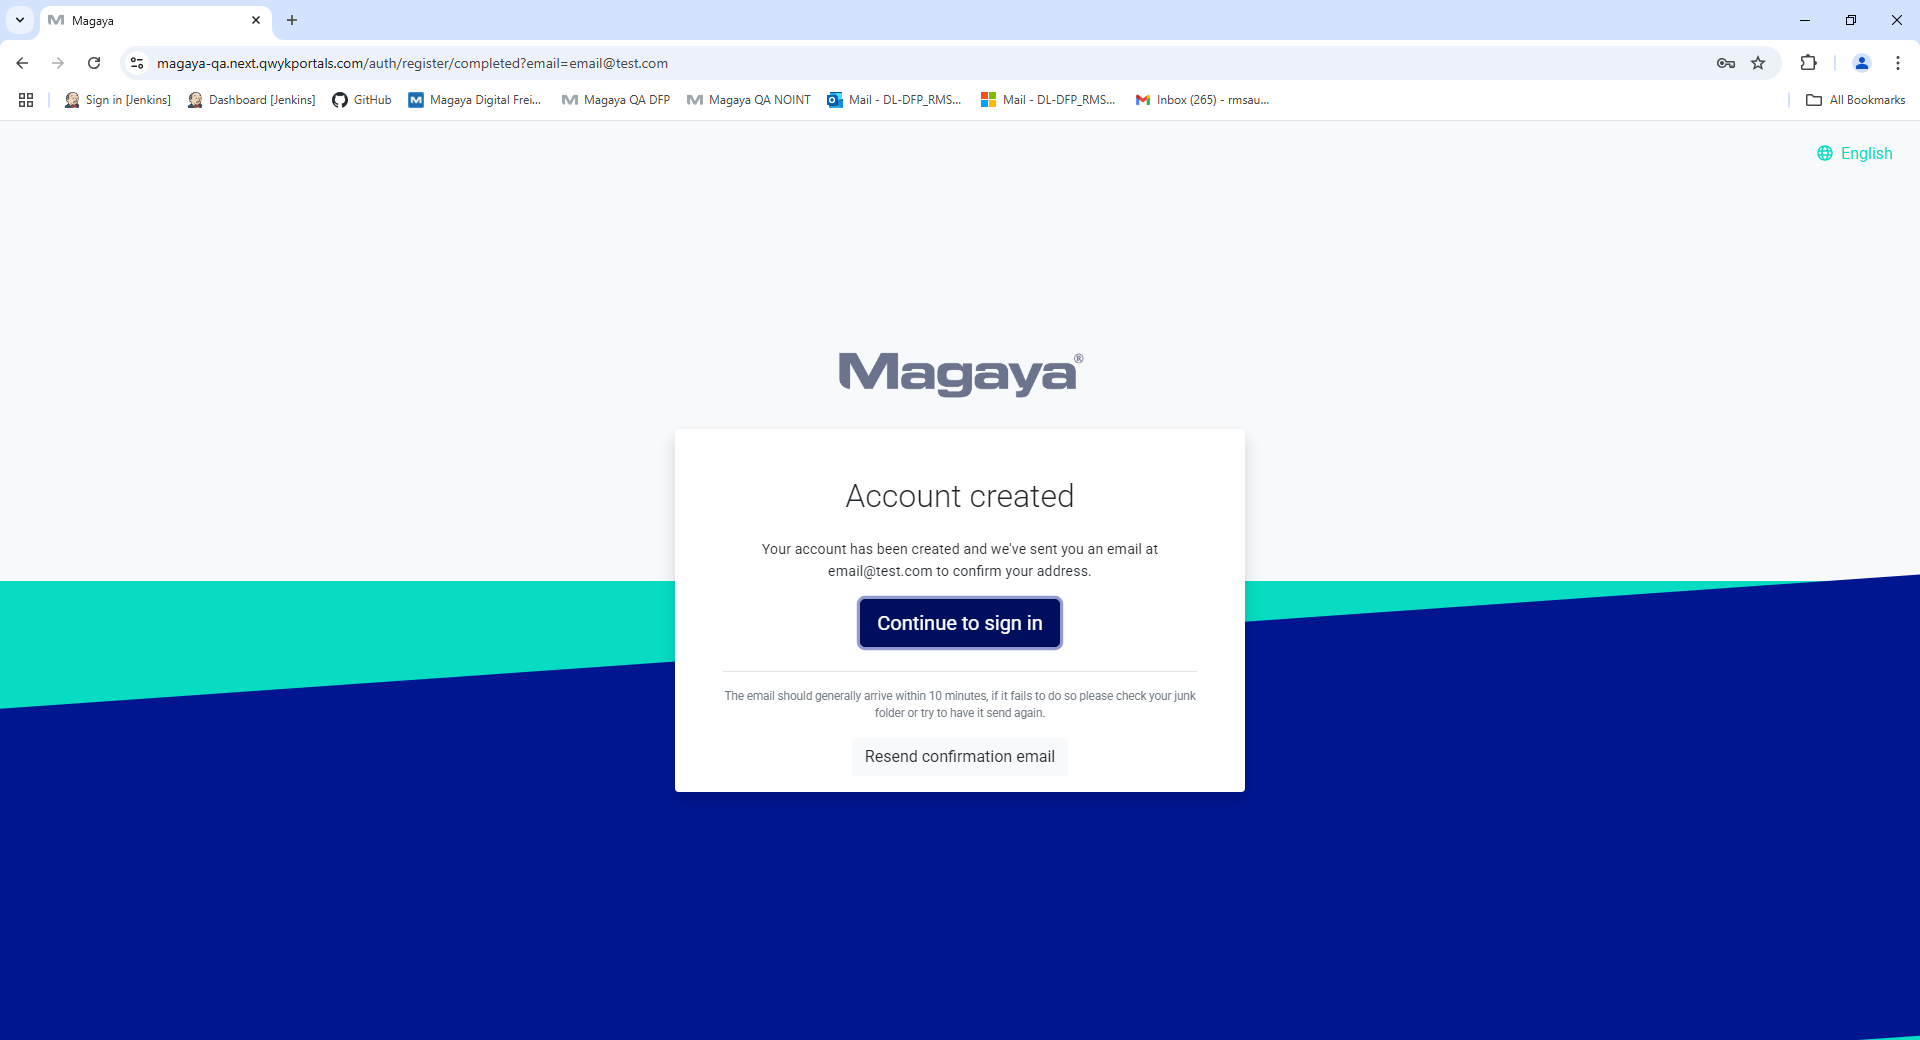 Magaya
magaya-qa.next.qwykportals.com/auth/register/completed?email=email@test.com
Sign in [Jenkins]
Dashboard [Jenkins]
GitHub
Magaya Digital Frei...
Magaya QA DFP
Magaya QA NOINT
Mail - DL-DFP_RMS...
Mail - DL-DFP_RMS...
Inbox (265) - rmsau...
All Bookmarks
English
Magaya®
Account created
Your account has been created and we've sent you an email at
email@test.com to confirm your address.
Continue to sign in
The email should generally arrive within 10 minutes, if it fails to do so please check your junk
folder or try to have it send again.
Resend confirmation email